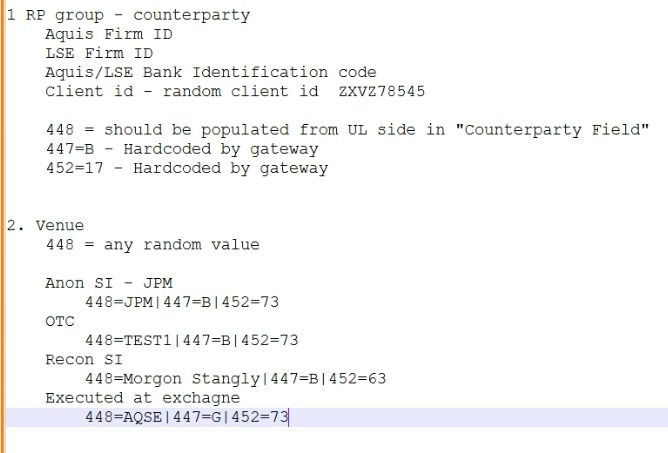 1 RP group - counterparty
Aquis Firm ID
LSE Firm ID
Aquis/LSE Bank Identification code
Client id - random client id  ZXVZ78545
448 = should be populated from UL side in "Counterparty Field"
447=B - Hardcoded by gateway
452=17 - Hardcoded by gateway
2. Venue
448 = any random value
Anon SI - JPM
448=JPM|447=B|452=73
OTC
448=TEST1|447=B|452=73
Recon SI
448=Morgon Stangly|447=B|452=63
Executed at exchagne
448=AQSE|447=G|452=73